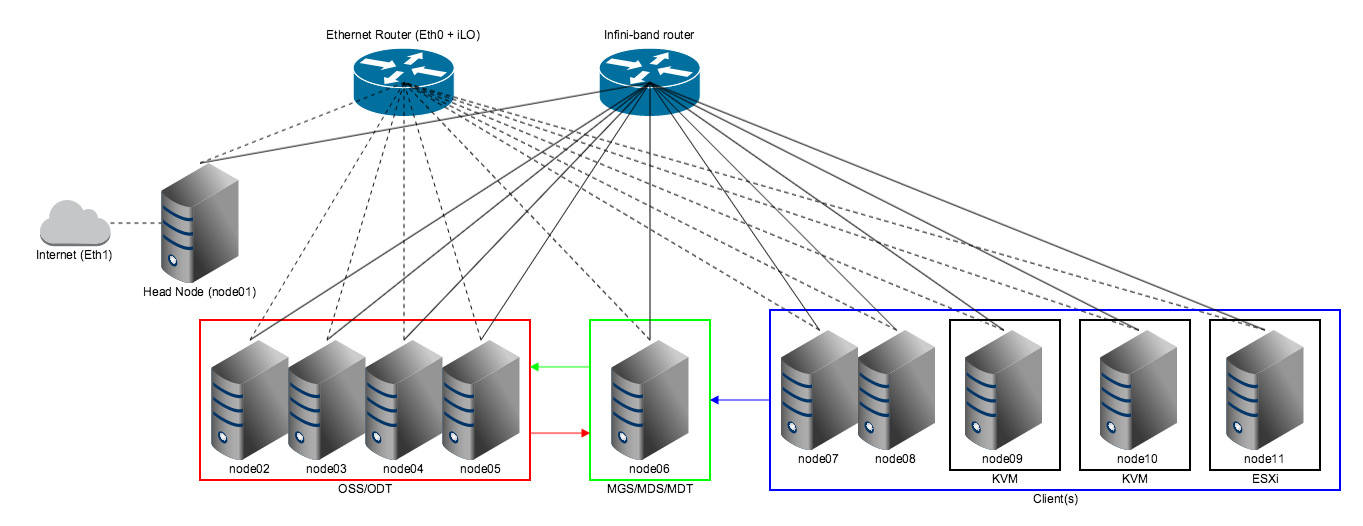 Ethernet Router (Eth0 + iLO)
Infini-band router
Internet (Eth1)
Head Node (node01)
node02
node03
node04
node05
OSS/ODT
node06
MGS/MDS/MDT
node07
node08
node09
KVM
node10
KVM
node11
ESXi
Client(s)